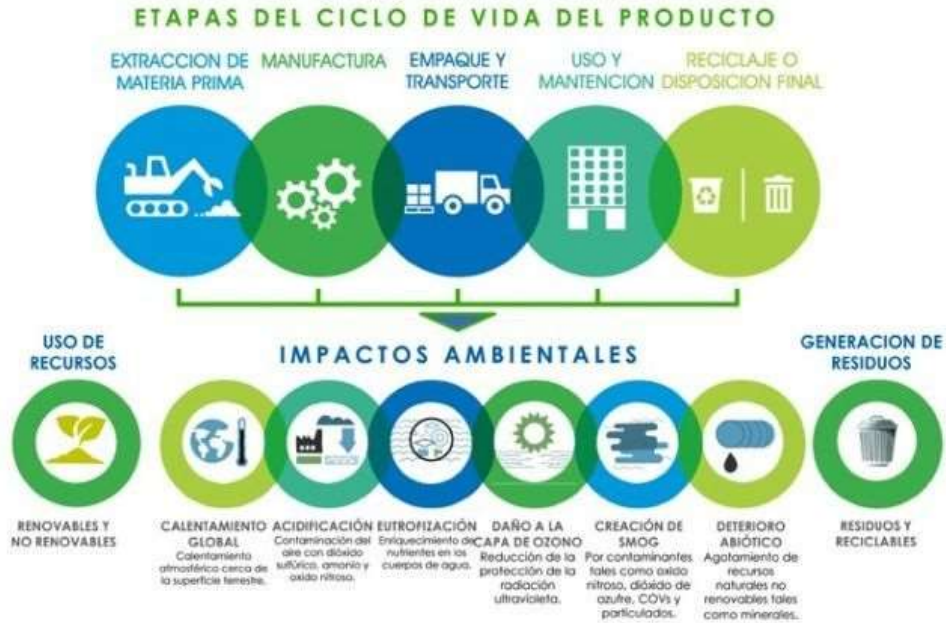 ETAPAS DEL CICLO DE VIDA DEL PRODUCTO
EXTRACCION DE
MATERIA PRIMA
MANUFACTURA
EMPAQUE Y
TRANSPORTE
USO Y
MANTENCION
RECICLAJE O
DISPOSICION FINAL
USO DE
RECURSOS
IMPACTOS AMBIENTALES
GENERACION DE
RESIDUOS
RENOVABLES Y
NO RENOVABLES
CALENTAMIENTO
GLOBAL
Calentamiento
atmosférico cerca de
la superficie terrestre.
ACIDIFICACIÓN
Contaminación del
aire con dióxido
sulfúrico, amonio y
oxido nitroso.
EUTROFIZACIÓN
Enriquecimiento de
nutrientes en los
cuerpos de agua.
DAÑO A LA
CAPA DE OZONO
Reducción de la
protección de la
radiación
ultravioleta.
CREACIÓN DE
SMOG
Por contaminantes
tales como oxido
nitroso, dióxido de
azufre, COVs y
particulados.
DETERIORO
ABIÓTICO
Agotamiento de
recursos
naturales no
renovables tales
como minerales.
RESIDUOS Y
RECICLABLES